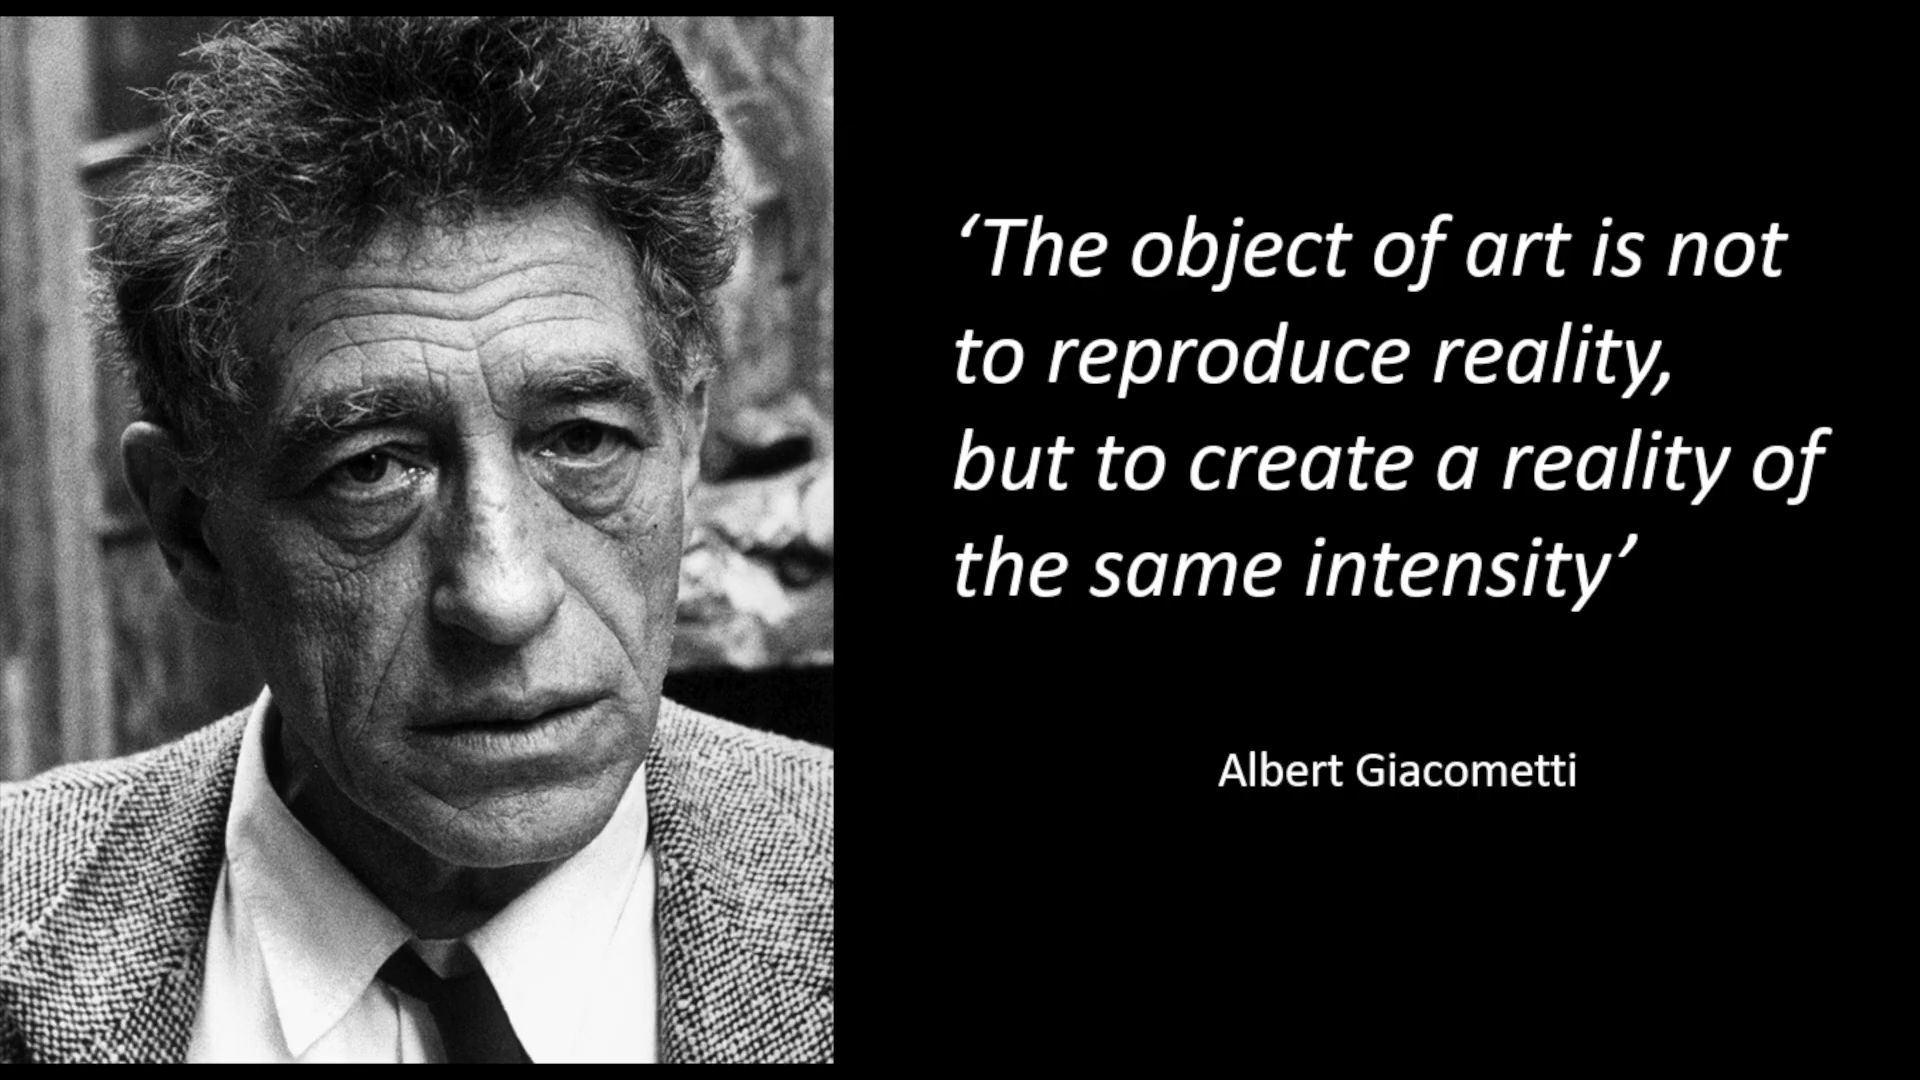 ‘The object of art is not
to reproduce reality,
but to create a reality of
the same intensity’
Albert Giacometti